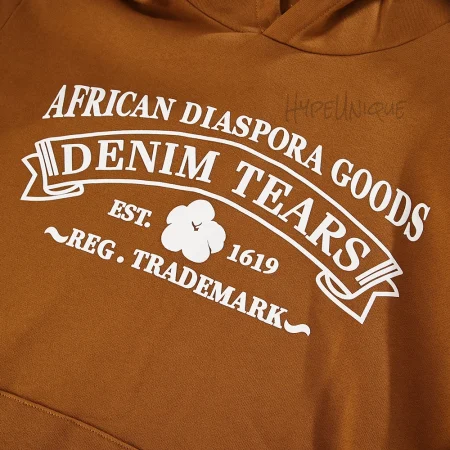 HYPEUNIQUE
AFRICAN DIASPORA GOODS
DENIM TEARS
EST. 1619
REG. TRADEMARK